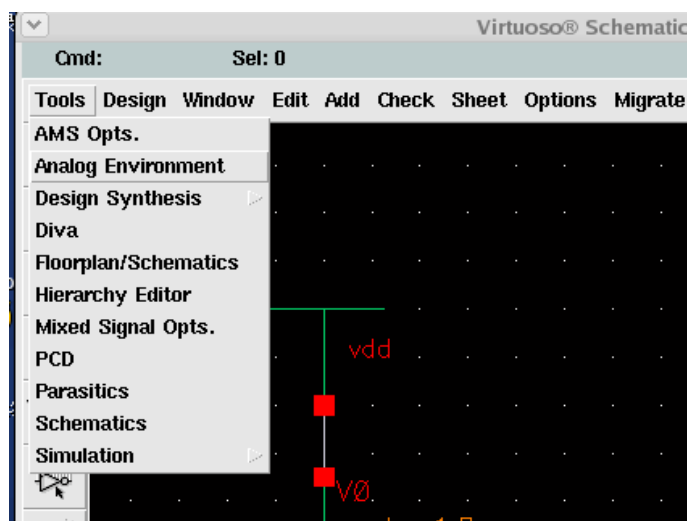 Virtuoso® Schematic
Cmd: Sel: 0
Tools Design Window Edit Add Check Sheet Options Migrate
AMS Opts.
Analog Environment
Design Synthesis
Diva
Floorplan/Schematics
Hierarchy Editor
Mixed Signal Opts.
PCD
Parasitics
Schematics
Simulation
vdd
V0